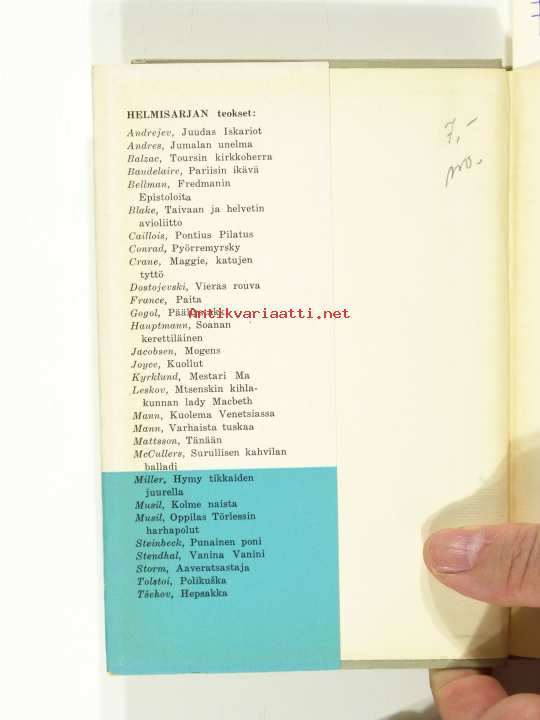 HELMISARJAN teokset:
Andrejev, Juudas Iskariot
Andres, Jumalan unelma
Balzac, Toursin kirkkoherra
Baudelaire, Pariisin ikävä
Bellman, Fredmanin
Epistoloita
Blake, Taivaan ja helvetin
avioliitto
Caillois, Pontius Pilatus
Conrad, Pyörremyrsky
Crane, Maggie, katujen
tyttö
Dostojevski, Vieras rouva
France, Paita
Gogol,
Antikvariaatti.net
Hauptmann, Soanan
kerettiläinen
Jacobsen, Mogens
Joyce, Kuollut
Kyrklund, Mestari Ma
Leskov, Mtsenskin kihla-
kunnan lady Macbeth
Mann, Kuolema Venetsiassa
Mann, Varhaista tuskaa
Mattsson, Tänään
McCullers, Surullisen kahvilan
balladi
Miller, Hymy tikkaiden
juurella
Musil, Kolme naista
Musil, Oppilas Törlessin
harhapolut
Steinbeck, Punainen poni
Stendhal, Vanina Vanini
Storm, Aaveratsastaja
Tolstoi, Polikuška
Tšehov, Hepsakka
7,-